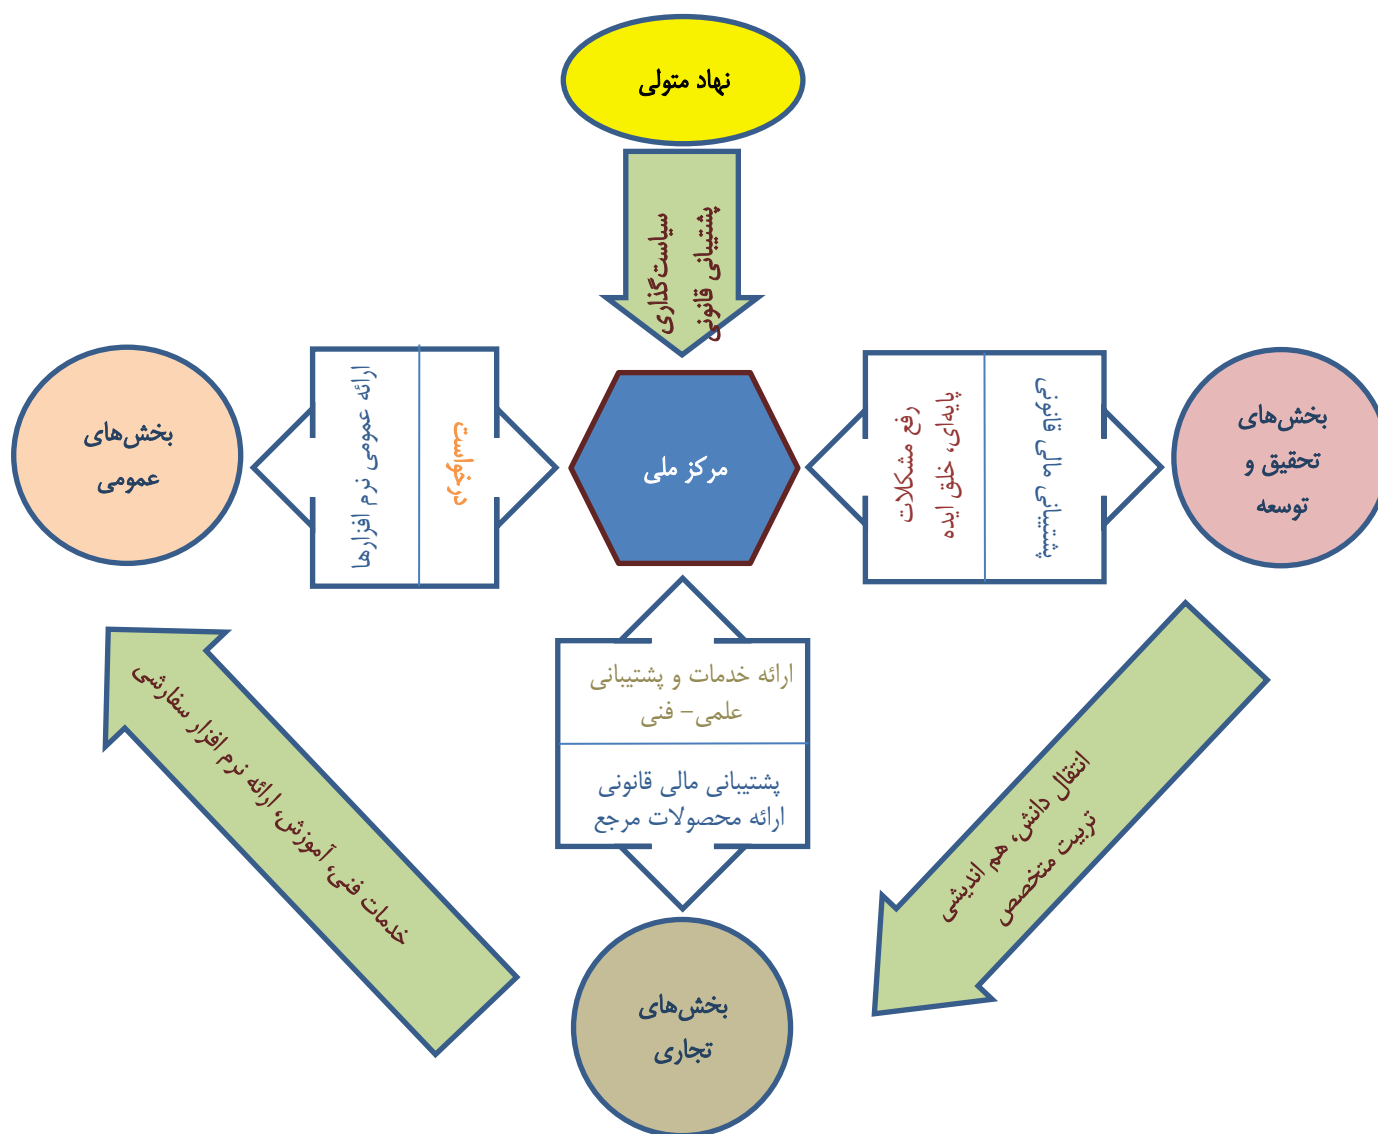 نهاد متولی
سیاست‌گذاری
پشتیبانی قانونی
بخش‌های
تحقیق و
توسعه
پشتیبانی مالی قانونی
پایه‌ای، خلق ایده
رفع مشکلات
مرکز ملی
درخواست
ارائه عمومی نرم افزارها
بخش‌های
عمومی
ارائه خدمات و پشتیبانی
علمی- فنی
پشتیبانی مالی قانونی
ارائه محصولات مرجع
انتقال دانش، هم اندیشی
تربیت متخصص
خدمات فنی، آموزش، ارائه نرم افزار سفارشی
بخش‌های
تجاری